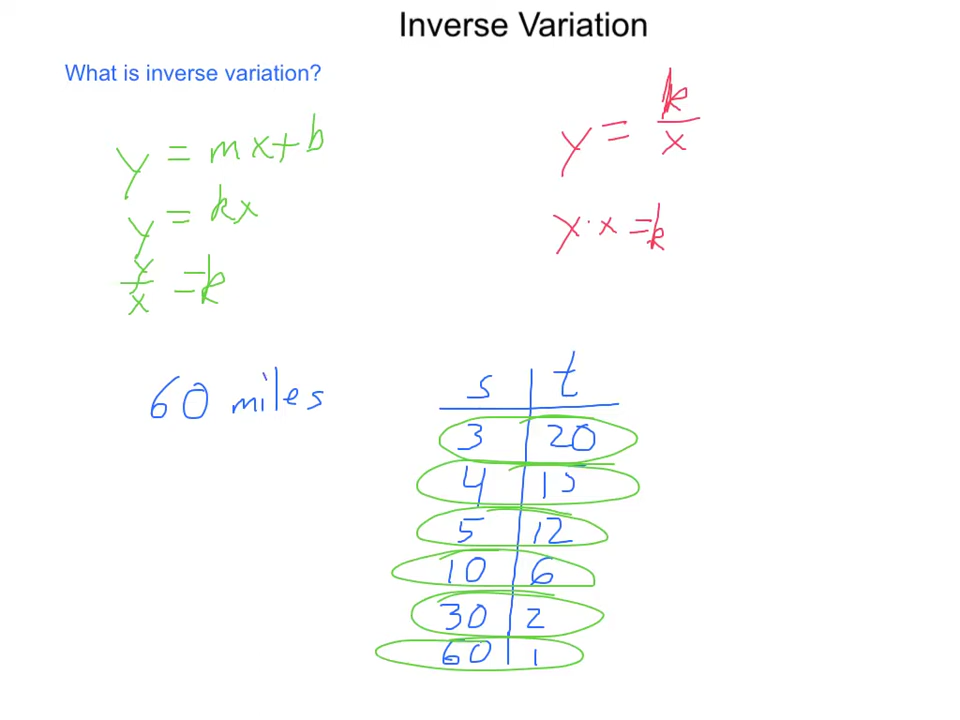 Inverse Variation
What is inverse variation?
y = mx+b
y = kx
y/x = k
y = k/x
y·x = k
60 miles
s t
3 20
4 15
5 12
10 6
30 2
60 1